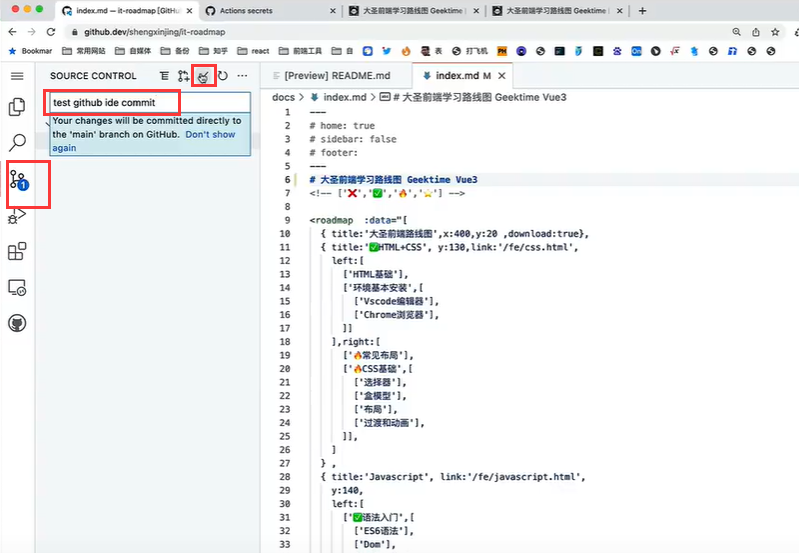 index.md — it-roadmap [GitHu
Actions secrets
大圣前端学习路线图 Geektime
大圣前端学习路线图 Geektime
github.dev/shengxinjing/it-roadmap
Bookmar 常用网站 自媒体 备份 知乎 react 前端工具 自 表 打飞机
SOURCE CONTROL
test github ide commit
Your changes will be committed directly to
the 'main' branch on GitHub. Don't show
again
1
[Preview] README.md
index.md M
docs > index.md > # 大圣前端学习路线图 Geektime Vue3
1 ---
2 # home: true
3 # sidebar: false
4 # footer:
5 ---
6 # 大圣前端学习路线图 Geektime Vue3
7 <!-- ['❌','✅','🔥','⭐'] -->
8
9 <roadmap :data="[
10 { title:'大圣前端路线图',x:400,y:20 ,download:true},
11 { title:'✅HTML+CSS', y:130,link:'/fe/css.html',
12 left:[
13 ['HTML基础'],
14 ['环境基本安装',[
15 ['Vscode编辑器'],
16 ['Chrome浏览器'],
17 ]]
18 ],right:[
19 ['🔥常见布局'],
20 ['🔥CSS基础',[
21 ['选择器'],
22 ['盒模型'],
23 ['布局'],
24 ['过渡和动画'],
25 ]],
26 ]
27 } ,
28 { title:'Javascript', link:'/fe/javascript.html',
29 y:140,
30 left:[
31 ['✅语法入门',[
32 ['ES6语法'],
33 ['Dom'],